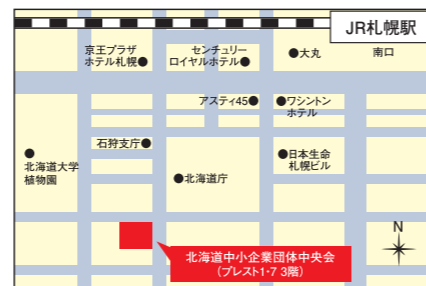 JR札幌駅
京王プラザ
ホテル札幌●
センチュリー
ロイヤルホテル●
●大丸
南口
アスティ45●
●ワシントン
ホテル
石狩支庁●
●
北海道大学
植物園
●北海道庁
●日本生命
札幌ビル
北海道中小企業団体中央会
(プレスト1・7 3階)
N